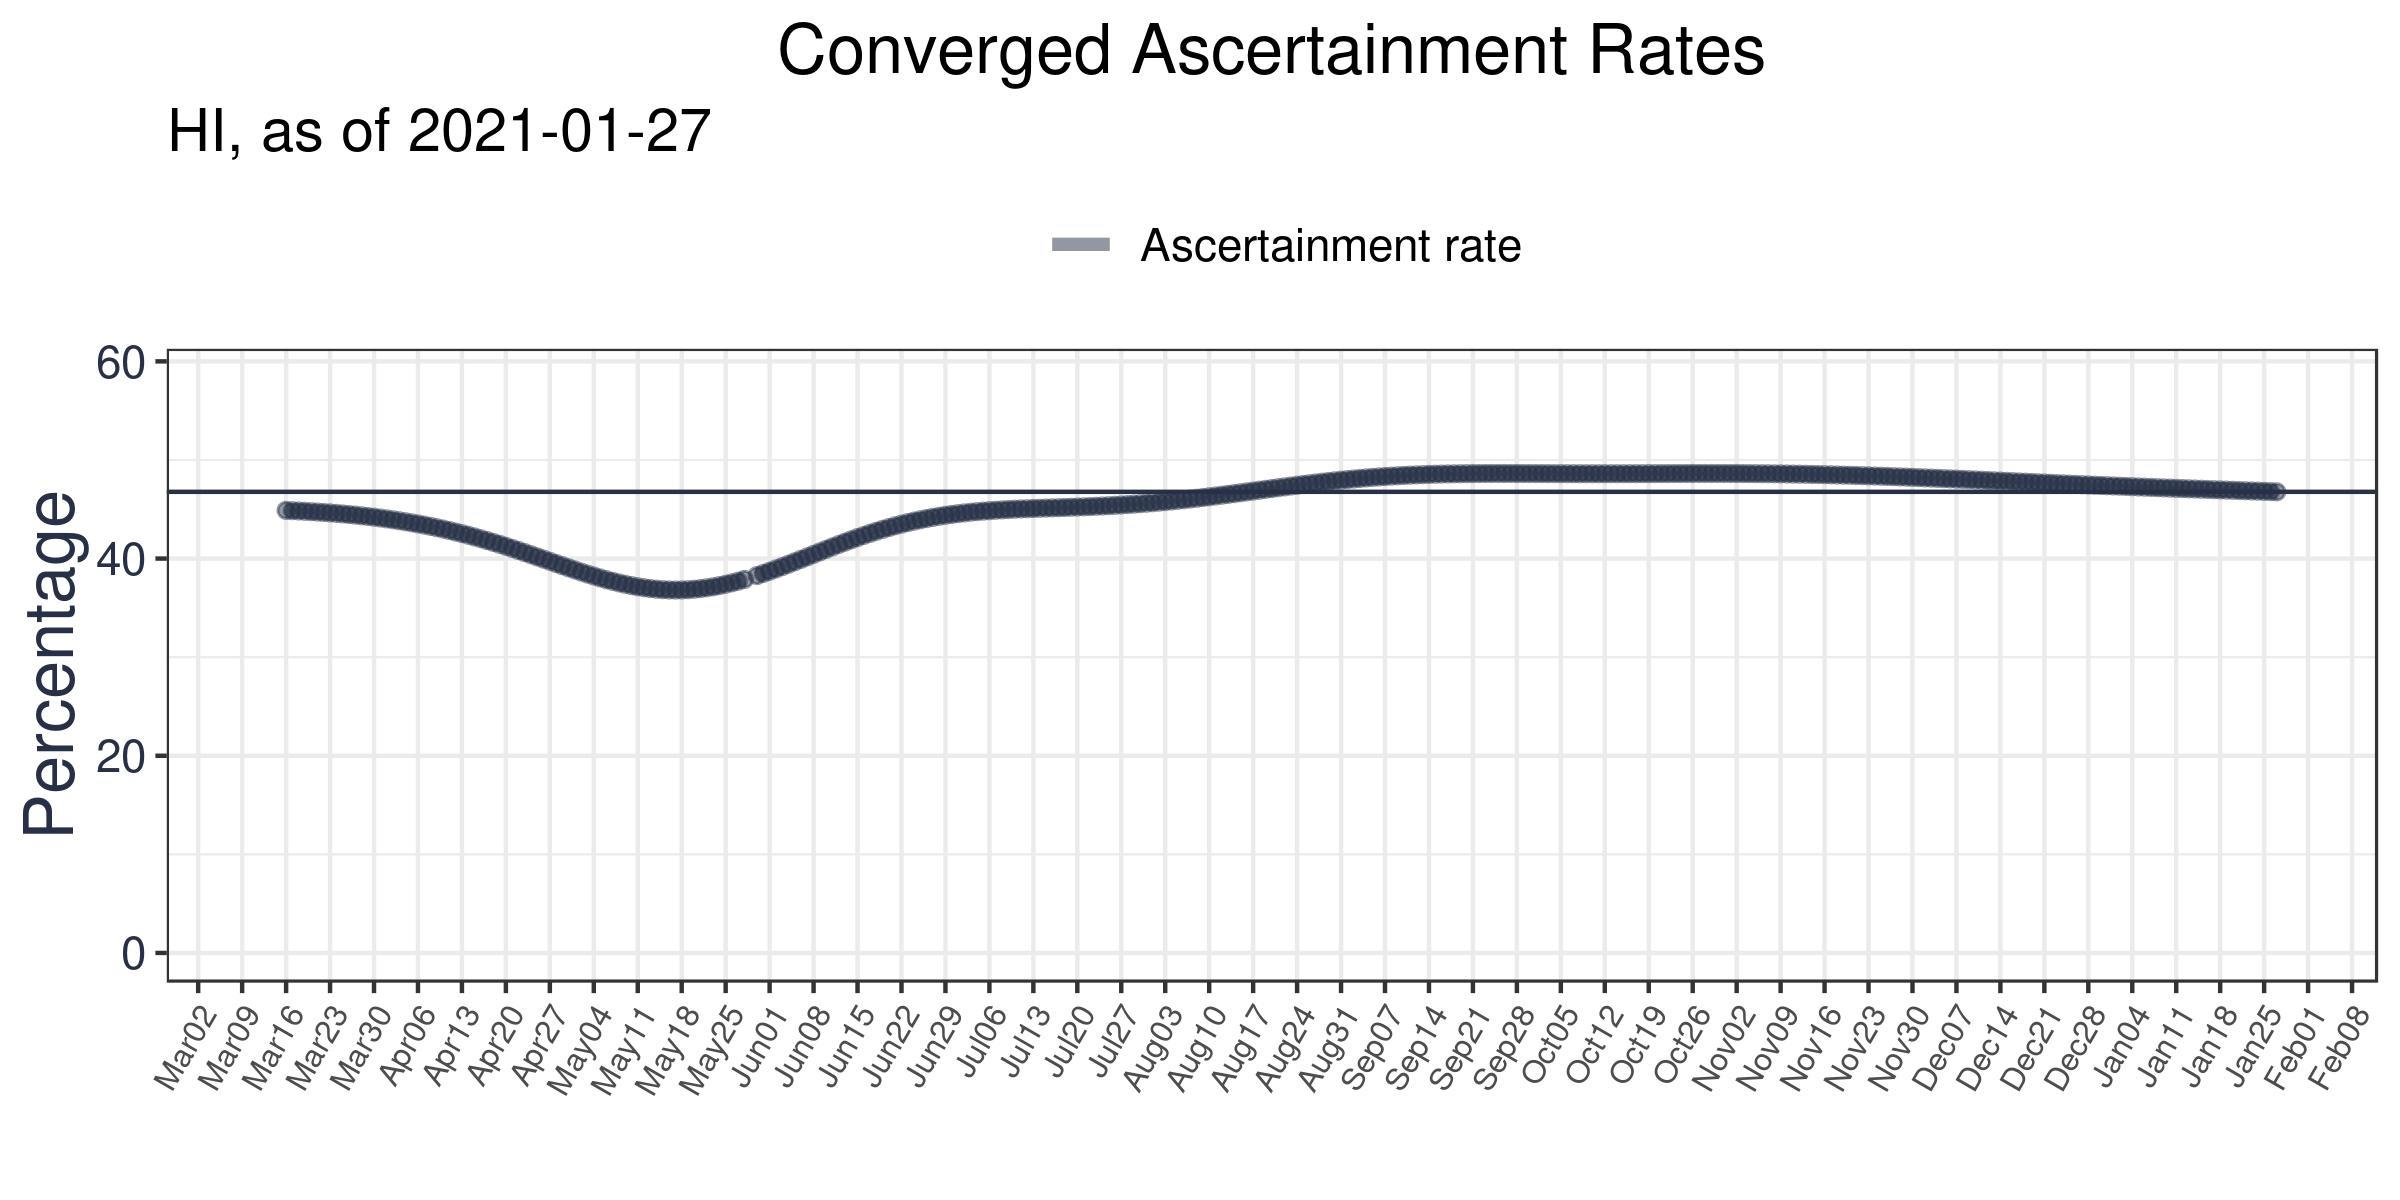 Converged Ascertainment Rates
HI, as of 2021-01-27
Ascertainment rate
Percentage
60
40
20
0
Mar02 Mar09 Mar16 Mar23 Mar30 Apr06 Apr13 Apr20 Apr27 May04 May11 May18 May25 Jun01 Jun08 Jun15 Jun22 Jun29 Jul06 Jul13 Jul20 Jul27 Aug03 Aug10 Aug17 Aug24 Aug31 Sep07 Sep14 Sep21 Sep28 Oct05 Oct12 Oct19 Oct26 Nov02 Nov09 Nov16 Nov23 Nov30 Dec07 Dec14 Dec21 Dec28 Jan04 Jan11 Jan18 Jan25 Feb01 Feb08